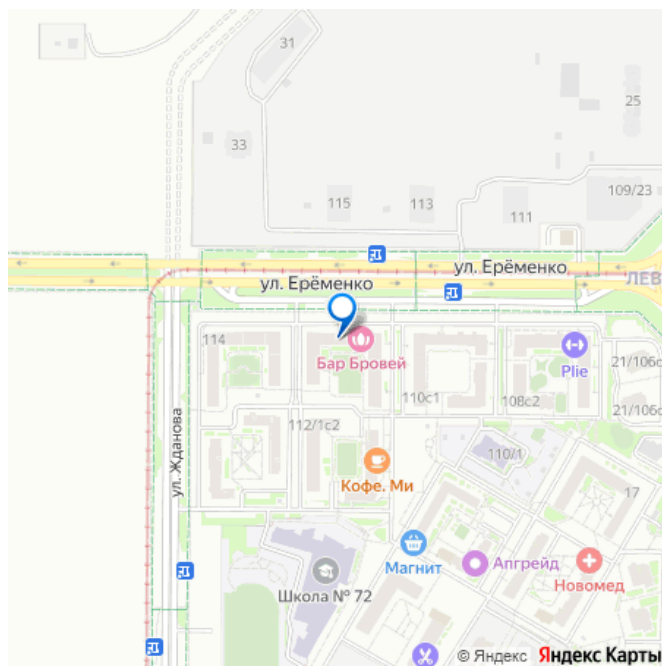 31
25
33
115
113
111
109/23
ул. Ерёменко
ЛЕВ
ул. Ерёменко
114
Бар Бровей
Plie
21/106с
110с1
108с2
21/106с
ул. Жданова
112/1с2
110/1
Кофе. Ми
17
Магнит
Апгрейд
Новомед
Школа № 72
© Яндекс Яндекс Карты